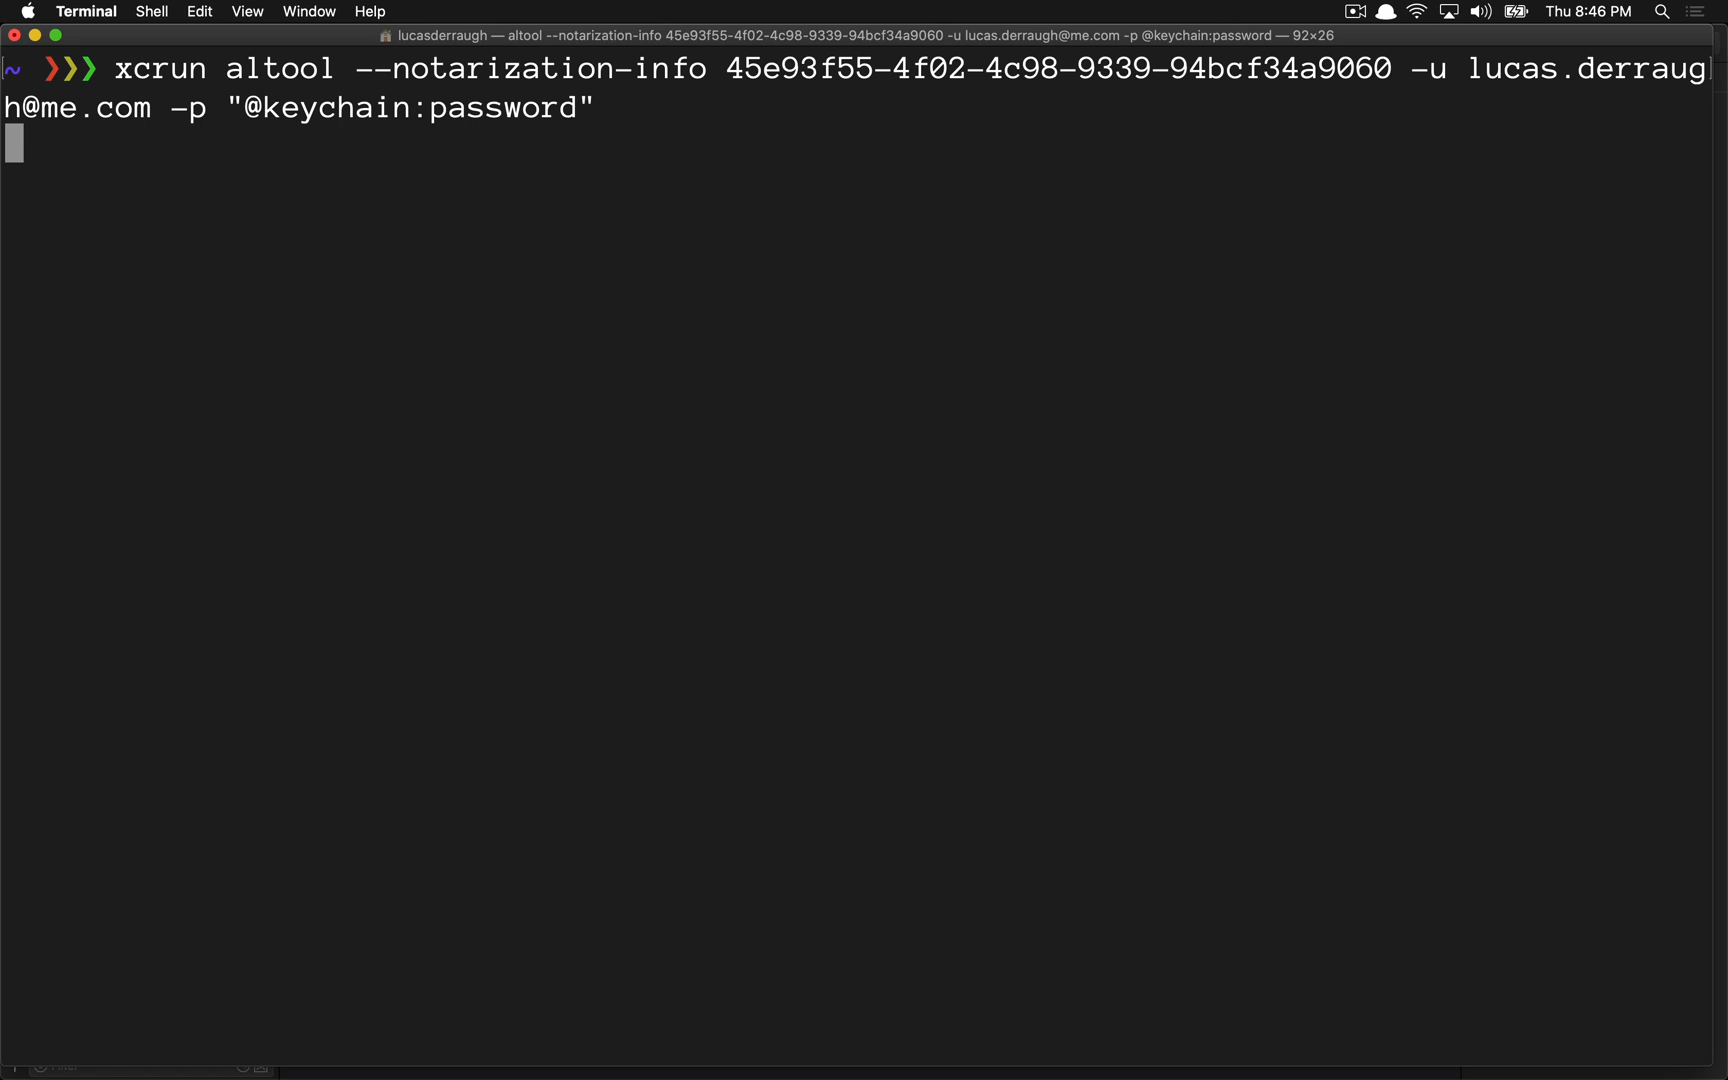 Terminal Shell Edit View Window Help Thu 8:46 PM
lucasderraugh — altool --notarization-info 45e93f55-4f02-4c98-9339-94bcf34a9060 -u lucas.derraugh@me.com -p @keychain:password — 92×26
~ ❯❯❯ xcrun altool --notarization-info 45e93f55-4f02-4c98-9339-94bcf34a9060 -u lucas.derraug
h@me.com -p "@keychain:password"